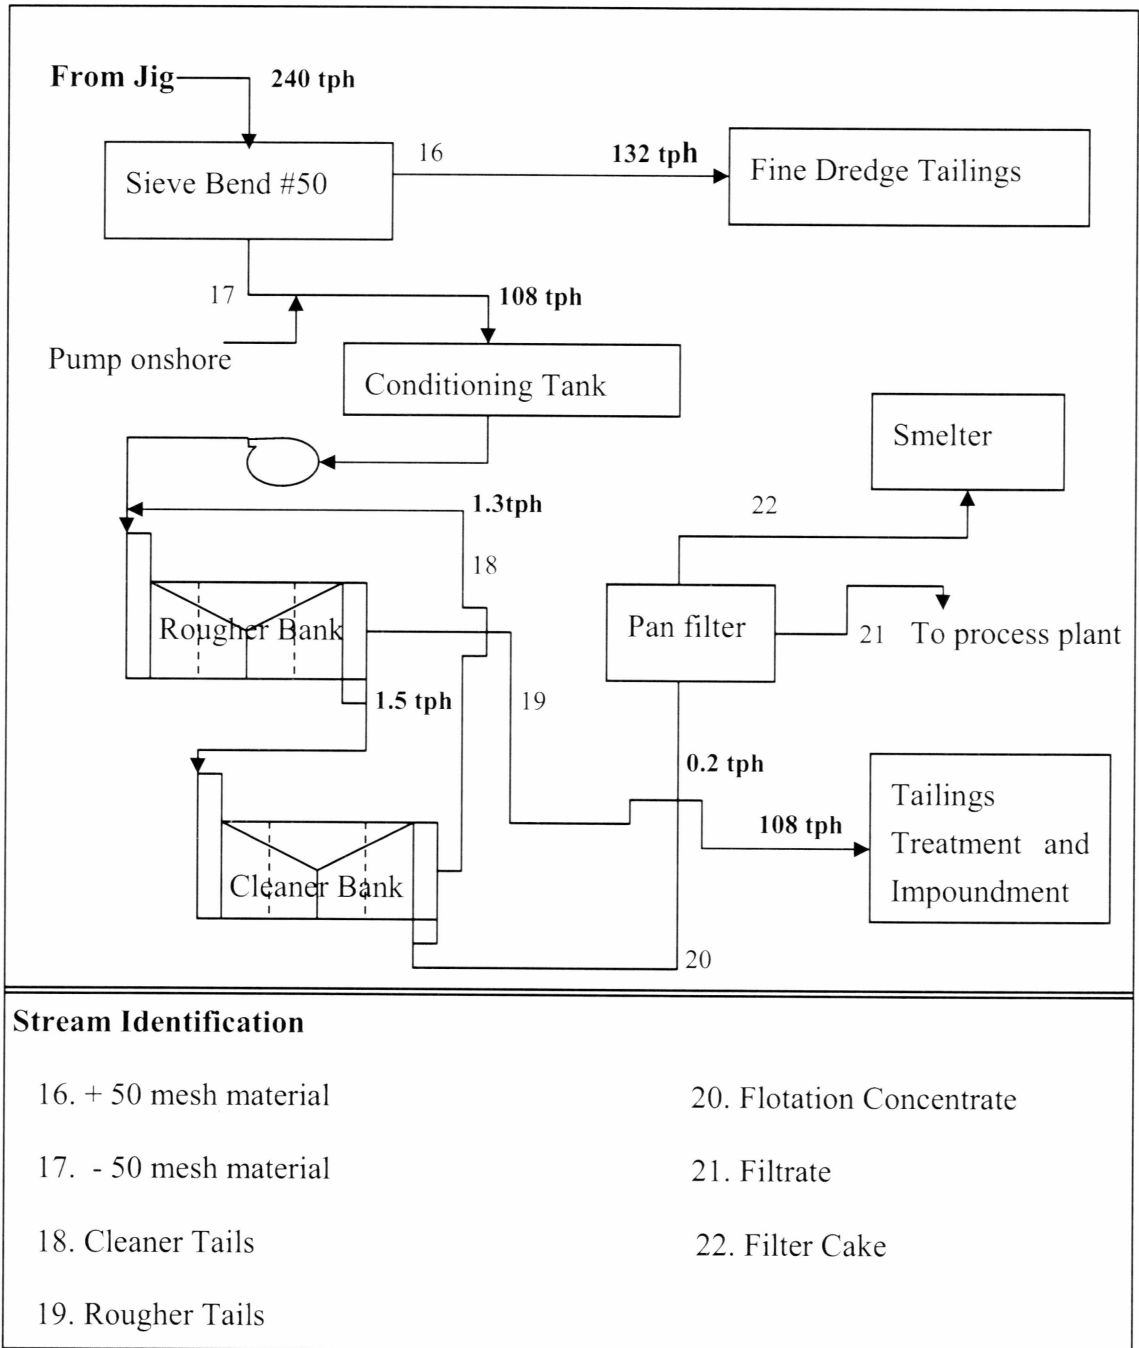 From Jig 240 tph
16 132 tph
Sieve Bend #50
Fine Dredge Tailings
17 108 tph
Pump onshore
Conditioning Tank
Smelter
1.3tph
22
18
Rougher Bank
Pan filter
21 To process plant
1.5 tph
19
0.2 tph
Tailings
108 tph
Treatment and
Impoundment
Cleaner Bank
20
Stream Identification
16. + 50 mesh material
17. - 50 mesh material
18. Cleaner Tails
19. Rougher Tails
20. Flotation Concentrate
21. Filtrate
22. Filter Cake